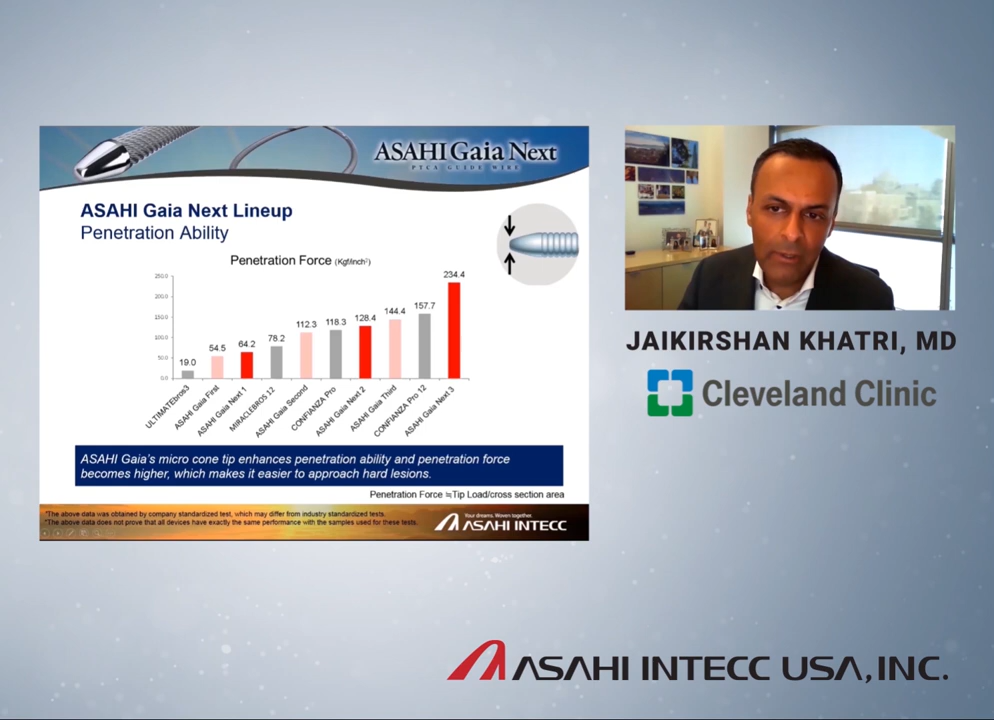 ASAHI Gaia Next
PTCA GUIDE WIRE
ASAHI Gaia Next Lineup
Penetration Ability
Penetration Force (Kgf/inch²)
250.0
200.0
150.0
100.0
50.0
0.0
19.0
54.5
64.2
78.2
112.3
118.3
128.4
144.4
157.7
234.4
ULTIMATEbros3
ASAHI Gaia First
ASAHI Gaia Next 1
MIRACLEBROS 12
ASAHI Gaia Second
CONFIANZA Pro
ASAHI Gaia Next 2
ASAHI Gaia Third
CONFIANZA Pro 12
ASAHI Gaia Next 3
ASAHI Gaia's micro cone tip enhances penetration ability and penetration force
becomes higher, which makes it easier to approach hard lesions.
Penetration Force ≒Tip Load/cross section area
*The above data was obtained by company standardized test, which may differ from industry standardized tests.
*The above data does not prove that all devices have exactly the same performance with the samples used for these tests.
Your dreams. Woven together.
ASAHI INTECC
JAIKIRSHAN KHATRI, MD
Cleveland Clinic
ASAHI INTECC USA, INC.